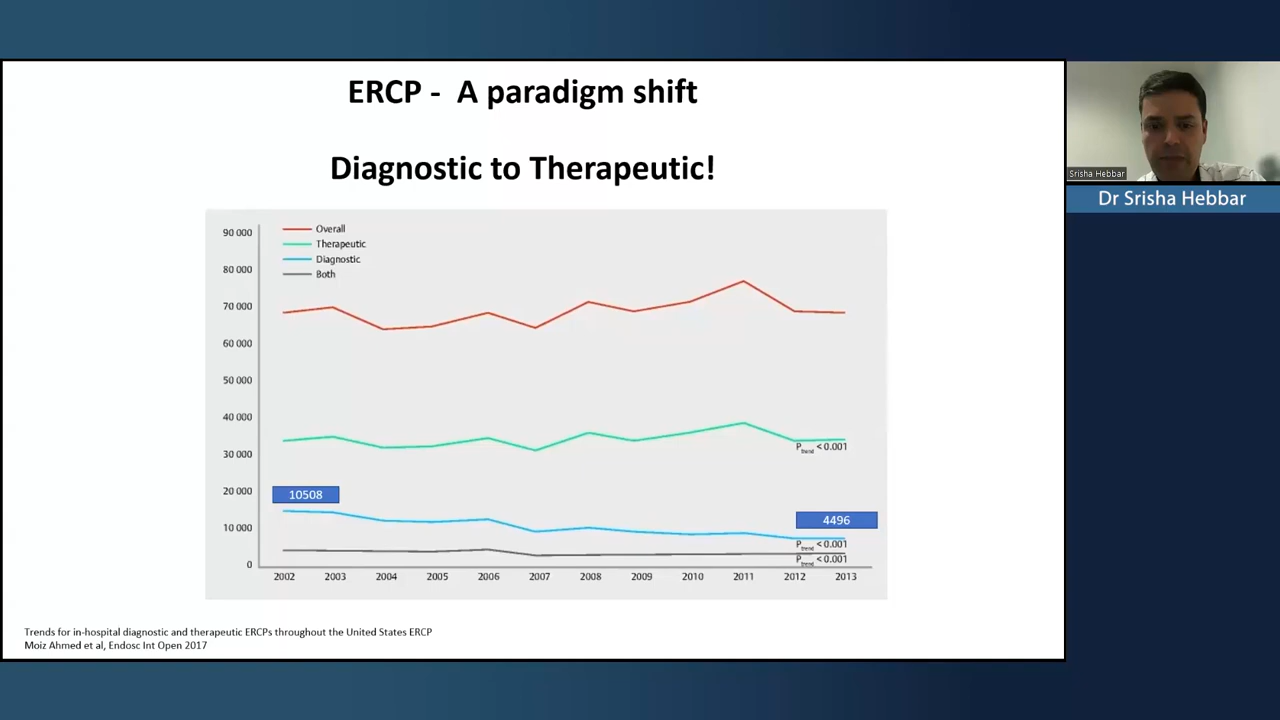 ERCP - A paradigm shift
Diagnostic to Therapeutic!
Overall
Therapeutic
Diagnostic
Both
90 000
80 000
70 000
60 000
50 000
40 000
30 000
20 000
10 000
0
10508
4496
P trend < 0.001
P trend < 0.001
P trend < 0.001
2002 2003 2004 2005 2006 2007 2008 2009 2010 2011 2012 2013
Trends for in-hospital diagnostic and therapeutic ERCPs throughout the United States ERCP
Moiz Ahmed et al, Endosc Int Open 2017
Srisha Hebbar
Dr Srisha Hebbar